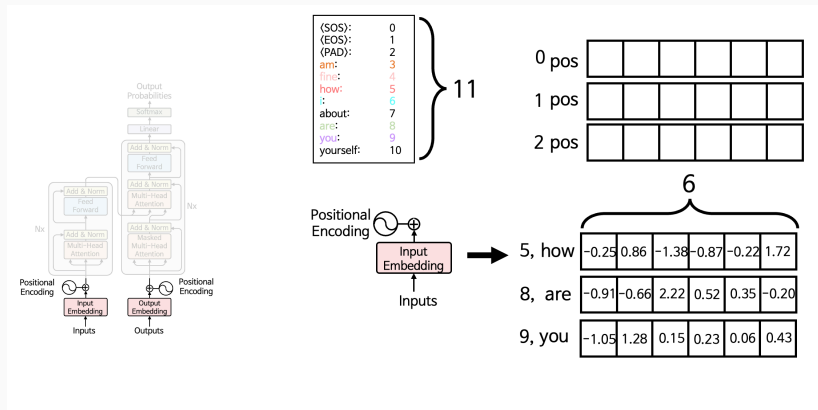 Output
Probabilities
Softmax
Linear
Add & Norm
Feed
Forward
Add & Norm
Multi-Head
Attention
Add & Norm
Masked
Multi-Head
Attention
Nx
Add & Norm
Feed
Forward
Add & Norm
Multi-Head
Attention
Nx
Positional
Encoding
Positional
Encoding
Input
Embedding
Output
Embedding
Inputs
Outputs
⟨SOS⟩: 0
⟨EOS⟩: 1
⟨PAD⟩: 2
am: 3
fine: 4
how: 5
i: 6
about: 7
are: 8
you: 9
yourself: 10
11
Positional
Encoding
Input
Embedding
Inputs
0 pos
1 pos
2 pos
6
5, how -0.25 0.86 -1.38 -0.87 -0.22 1.72
8, are -0.91 -0.66 2.22 0.52 0.35 -0.20
9, you -1.05 1.28 0.15 0.23 0.06 0.43